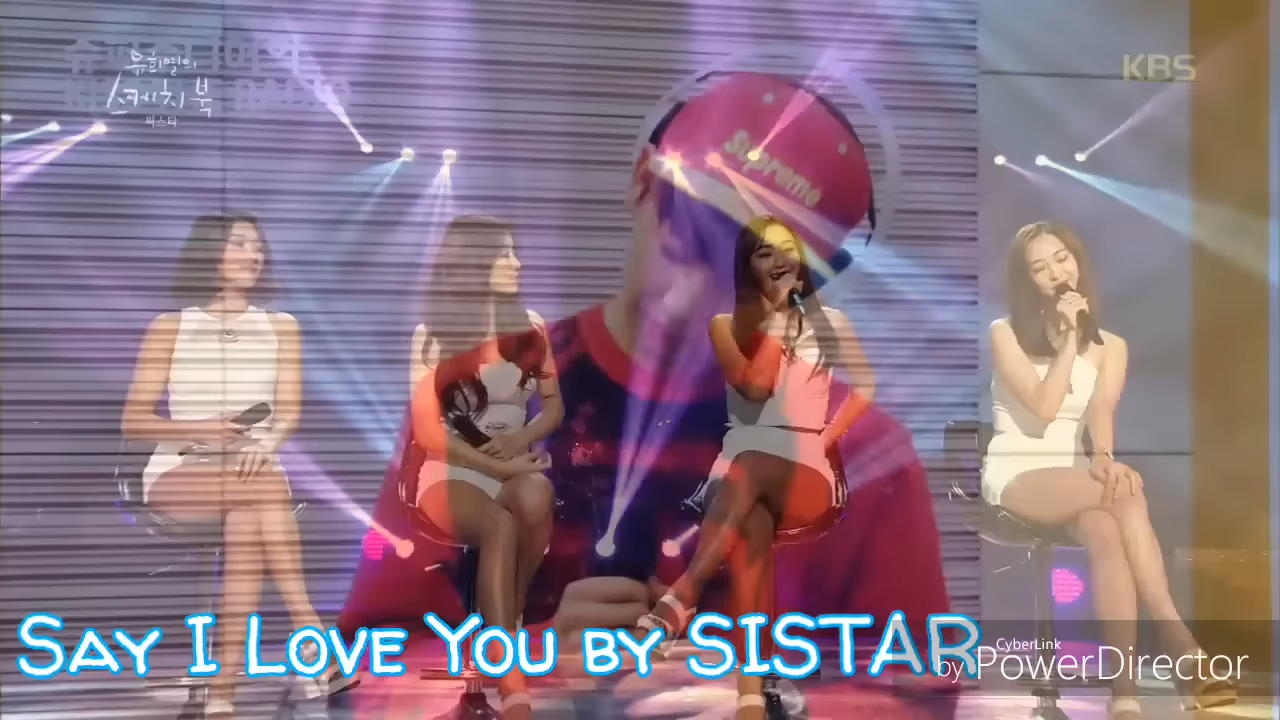 유희열의
스케치북
씨스타
KBS
Supreme
SAY I LOVE YOU BY SISTAR
CyberLink
by PowerDirector